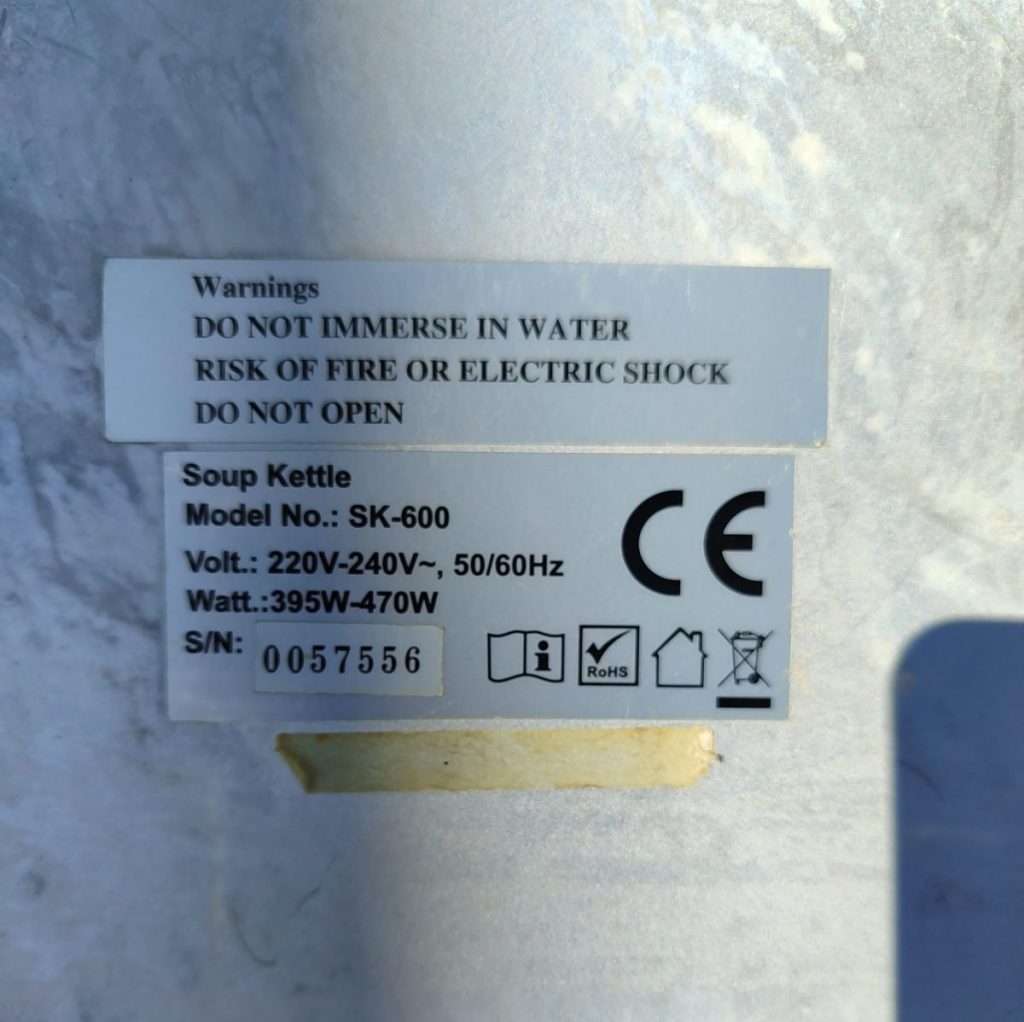 Warnings
DO NOT IMMERSE IN WATER
RISK OF FIRE OR ELECTRIC SHOCK
DO NOT OPEN
Soup Kettle
Model No.: SK-600
Volt.: 220V-240V~, 50/60Hz
Watt.:395W-470W
S/N: 0057556
CE
i
RoHS